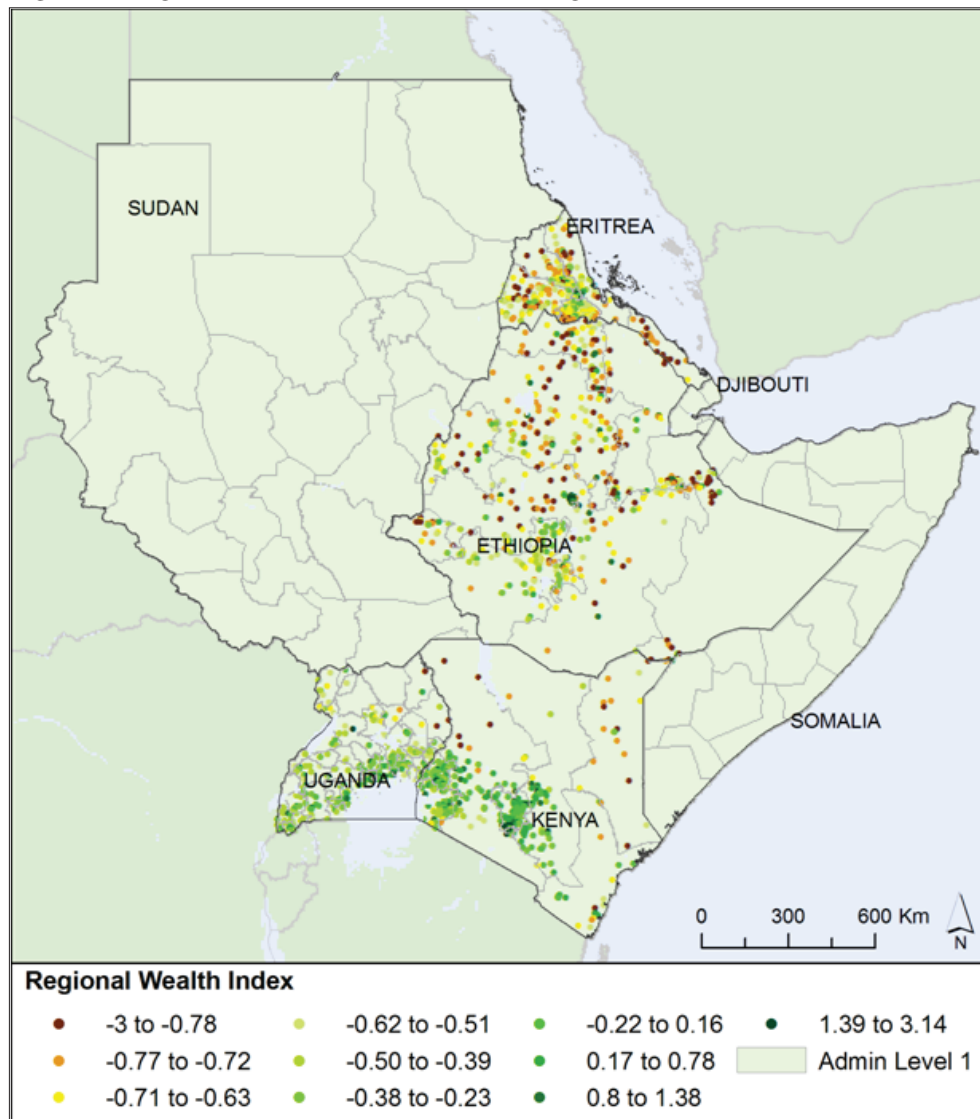 SUDAN
ERITREA
DJIBOUTI
ETHIOPIA
SOMALIA
UGANDA
KENYA
0 300 600 Km
N
Regional Wealth Index
-3 to -0.78 -0.62 to -0.51 -0.22 to 0.16 1.39 to 3.14
-0.77 to -0.72 -0.50 to -0.39 0.17 to 0.78 Admin Level 1
-0.71 to -0.63 -0.38 to -0.23 0.8 to 1.38